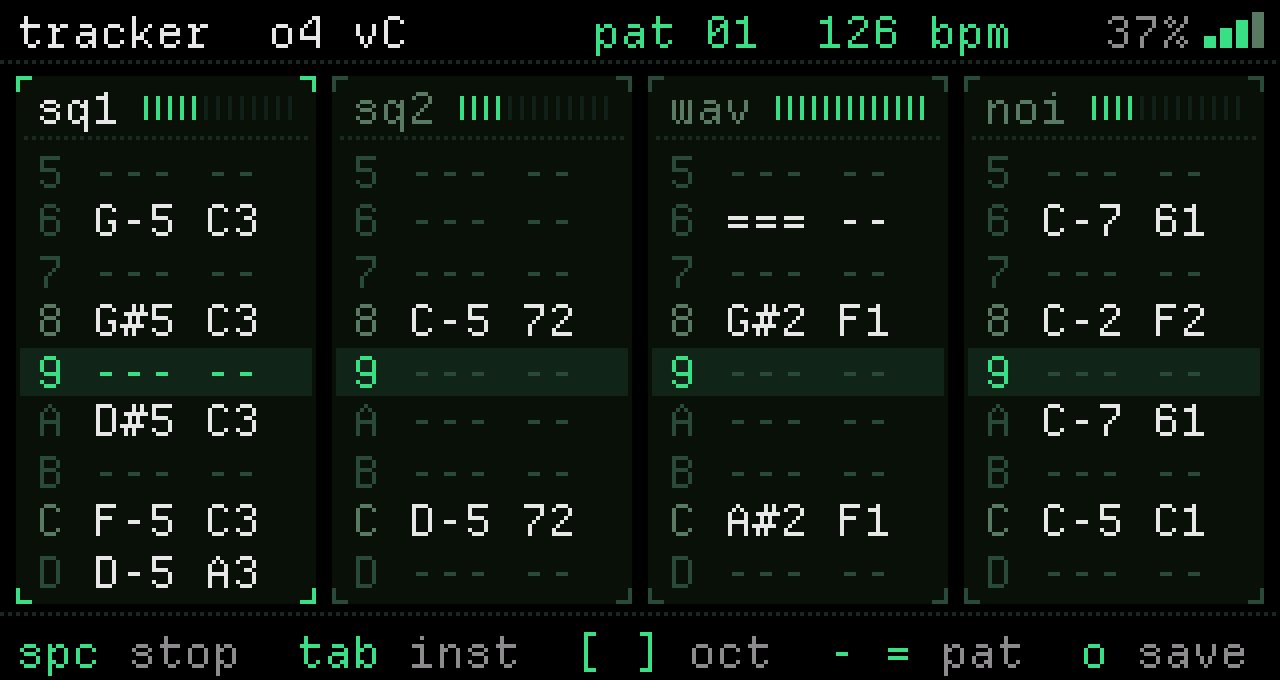 tracker o4 vC pat 01 126 bpm 37%
sq1 sq2 wav noi
5 --- -- 5 --- -- 5 --- -- 5 --- --
6 G-5 C3 6 --- -- 6 === -- 6 C-7 61
7 --- -- 7 --- -- 7 --- -- 7 --- --
8 G#5 C3 8 C-5 72 8 G#2 F1 8 C-2 F2
9 --- -- 9 --- -- 9 --- -- 9 --- --
A D#5 C3 A --- -- A --- -- A C-7 61
B --- -- B --- -- B --- -- B --- --
C F-5 C3 C D-5 72 C A#2 F1 C C-5 C1
D D-5 A3 D --- -- D --- -- D --- --
spc stop tab inst [ ] oct - = pat o save